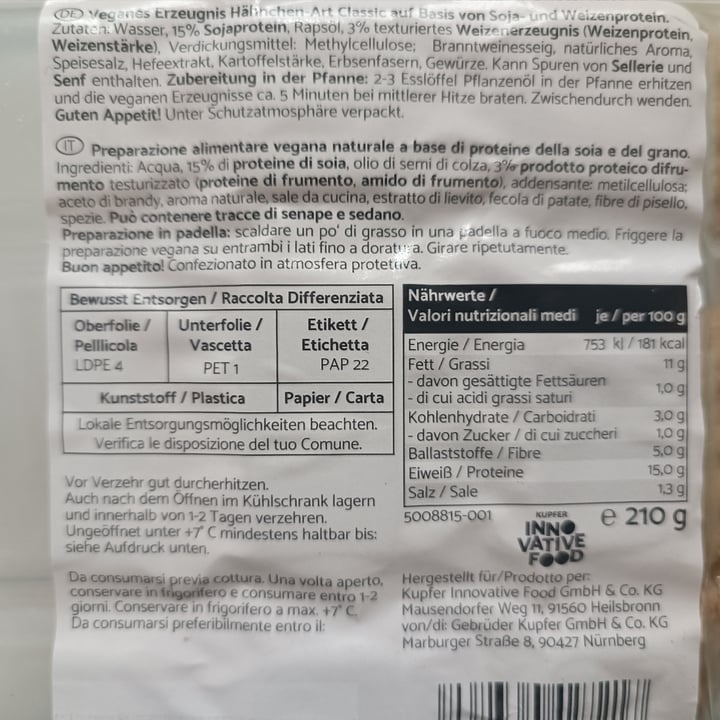 DE Veganes Erzeugnis Hähnchen-Art Classic auf Basis von Soja- und Weizenprotein.
Zutaten: Wasser, 15% Sojaprotein, Rapsöl, 3% texturiertes Weizenerzeugnis (Weizenprotein,
Weizenstärke), Verdickungsmittel: Methylcellulose; Branntweinessig, natürliches Aroma,
Speisesalz, Hefeextrakt, Kartoffelstärke, Erbsenfasern, Gewürze. Kann Spuren von Sellerie und
Senf enthalten. Zubereitung in der Pfanne: 2-3 Esslöffel Pflanzenöl in der Pfanne erhitzen
und die veganen Erzeugnisse ca. 5 Minuten bei mittlerer Hitze braten. Zwischendurch wenden.
Guten Appetit! Unter Schutzatmosphäre verpackt.
IT Preparazione alimentare vegana naturale a base di proteine della soia e del grano.
Ingredienti: Acqua, 15% di proteine di soia, olio di semi di colza, 3% prodotto proteico difru-
mento testurizzato (proteine di frumento, amido di frumento), addensante: metilcellulosa;
aceto di brandy, aroma naturale, sale da cucina, estratto di lievito, fecola di patate, fibre di pisello,
spezie. Può contenere tracce di senape e sedano.
Preparazione in padella: scaldare un po' di grasso in una padella a fuoco medio. Friggere la
preparazione vegana su entrambi i lati fino a doratura. Girare ripetutamente.
Buon appetito! Confezionato in atmosfera protettiva.
Bewusst Entsorgen / Raccolta Differenziata
Oberfolie / Unterfolie / Etikett /
Pelllicola Vascetta Etichetta
LDPE 4 PET 1 PAP 22
Kunststoff / Plastica Papier / Carta
Lokale Entsorgungsmöglichkeiten beachten.
Verifica le disposizione del tuo Comune.
Nährwerte /
Valori nutrizionali medi je / per 100 g
Energie / Energia 753 kJ / 181 kcal
Fett / Grassi 11 g
- davon gesättigte Fettsäuren
- di cui acidi grassi saturi 1,0 g
Kohlenhydrate / Carboidrati 3,0 g
- davon Zucker / di cui zuccheri 1,0 g
Ballaststoffe / Fibre 5,0 g
Eiweiß / Proteine 15,0 g
Salz / Sale 1,3 g
Vor Verzehr gut durcherhitzen.
Auch nach dem Öffnen im Kühlschrank lagern
und innerhalb von 1-2 Tagen verzehren.
Ungeöffnet unter +7° C mindestens haltbar bis:
siehe Aufdruck unten.
5008815-001
KUPFER
INNO
VATIVE
FOOD
e 210 g
Da consumarsi previa cottura. Una volta aperto,
conservare in frigorifero e consumare entro 1-2
giorni. Conservare in frigorifero a max. +7° C.
Da consumarsi preferibilmente entro il:
Hergestellt für/Prodotto per:
Kupfer Innovative Food GmbH & Co. KG
Mausendorfer Weg 11, 91560 Heilsbronn
von/di: Gebrüder Kupfer GmbH & Co. KG
Marburger Straße 8, 90427 Nürnberg